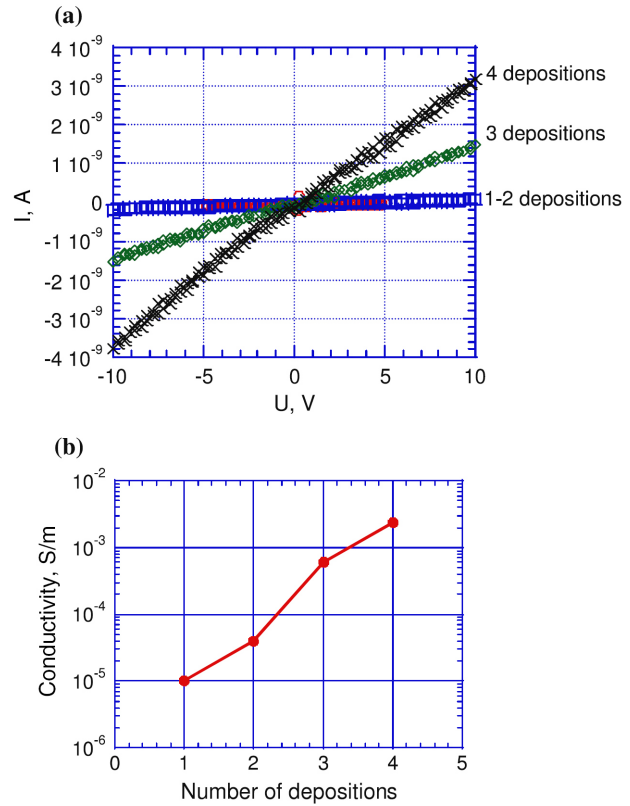 (a)
4 10⁻⁹
3 10⁻⁹
2 10⁻⁹
1 10⁻⁹
0
-1 10⁻⁹
-2 10⁻⁹
-3 10⁻⁹
-4 10⁻⁹
I, A
4 depositions
3 depositions
1-2 depositions
-10 -5 0 5 10
U, V
(b)
10⁻²
10⁻³
10⁻⁴
10⁻⁵
10⁻⁶
Conductivity, S/m
0 1 2 3 4 5
Number of depositions